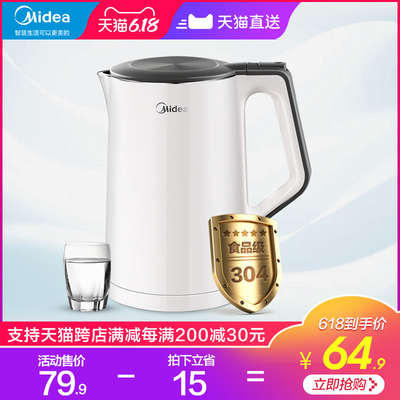 Midea
智慧生活可以更美的
天猫6.18
天猫直送
Midea
食品级
304
支持天猫跨店满减每满200减30元
618到手价
活动售价
79.9
－
拍下立省
15
＝
￥64.9
立即抢购